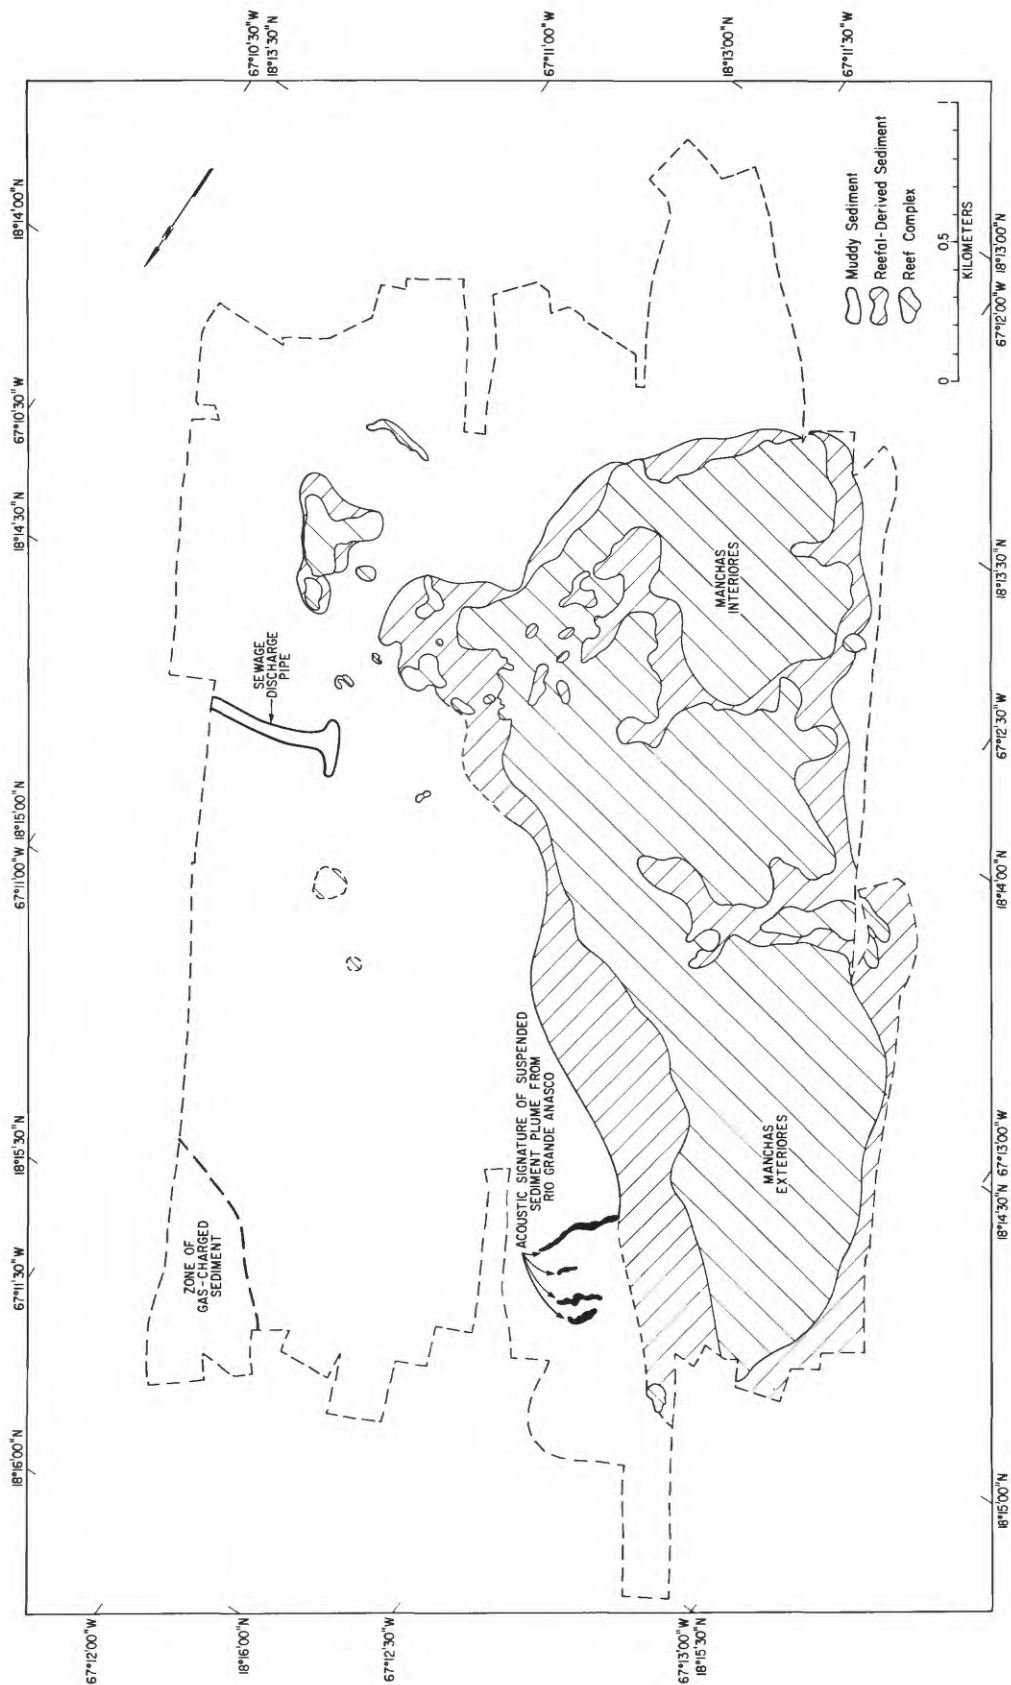 18°16'00"N
67°11'30"W
18°15'30"N
67°11'00"W 18°15'00"N
18°14'30"N
67°10'30"W
18°14'00"N
67°12'00"W
18°16'00"N
67°12'30"W
67°13'00"W
18°15'30"N
ZONE OF
GAS-CHARGED
SEDIMENT
SEWAGE
DISCHARGE
PIPE
ACOUSTIC SIGNATURE OF SUSPENDED
SEDIMENT PLUME FROM
RIO GRANDE ANASCO
MANCHAS
INTERIORES
MANCHAS
EXTERIORES
67°10'30"W
18°13'30"N
67°11'00"W
18°13'00"N
67°11'30"W
Muddy Sediment
Reefal-Derived Sediment
Reef Complex
0 0.5
KILOMETERS
18°15'00"N
18°14'30"N 67°13'00"W
18°14'00"N
67°12'30"W
18°13'30"N
67°12'00"W 18°13'00"N